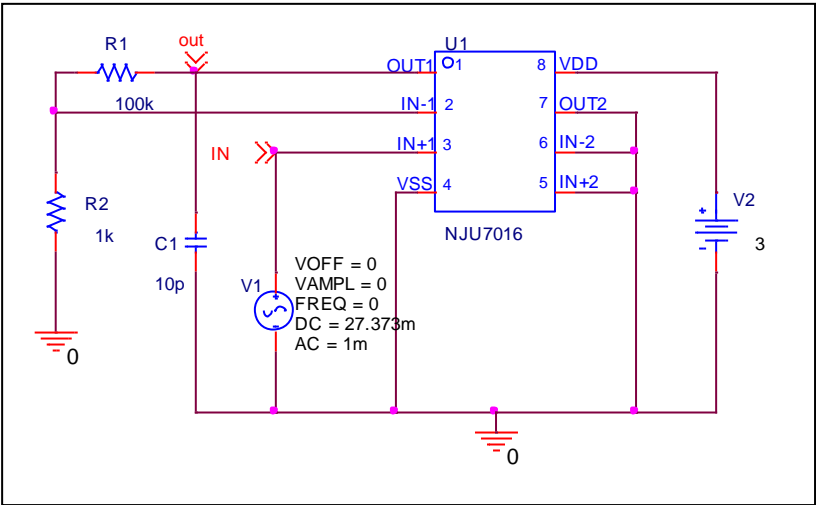 R1
out
U1
OUT1
1
8
VDD
100k
IN-1
2
7
OUT2
IN
IN+1
3
6
IN-2
R2
1k
VSS
4
5
IN+2
V2
3
C1
10p
NJU7016
V1
VOFF = 0
VAMPL = 0
FREQ = 0
DC = 27.373m
AC = 1m
0
0